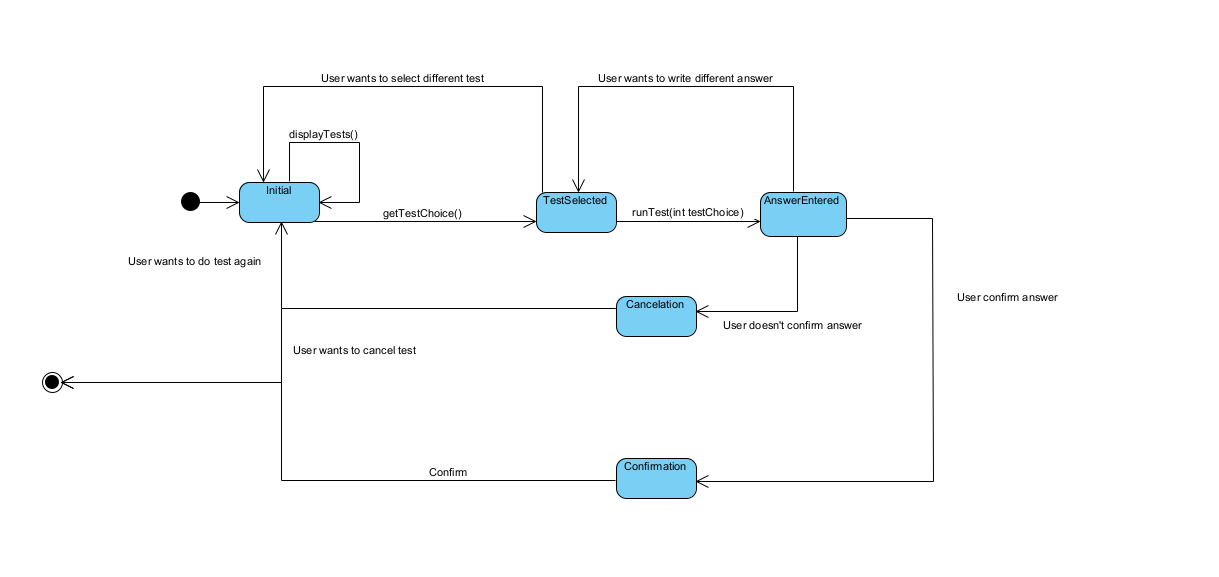 User wants to select different test
User wants to write different answer
displayTests()
Initial
getTestChoice()
TestSelected
runTest(int testChoice)
AnswerEntered
User wants to do test again
Cancelation
User confirm answer
User doesn't confirm answer
User wants to cancel test
Confirm
Confirmation